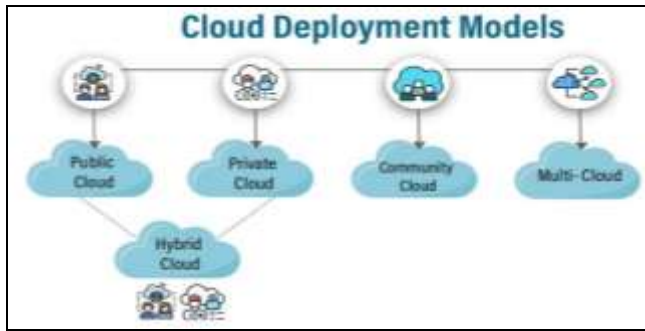 Cloud Deployment Models
Public
Cloud
Private
Cloud
Community
Cloud
Multi-Cloud
Hybrid
Cloud